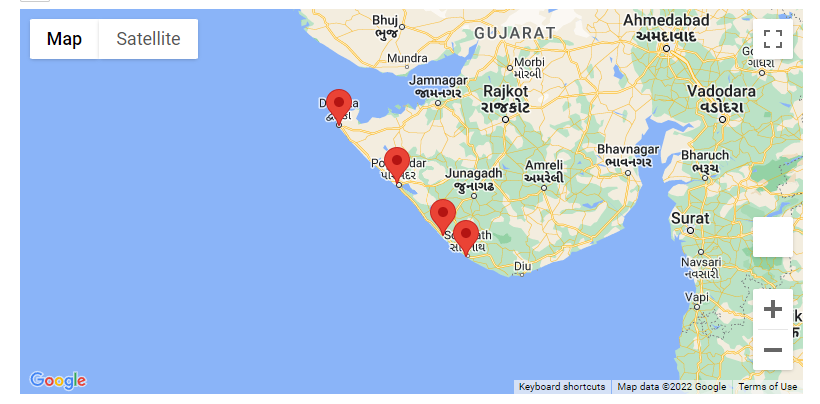 Map
Satellite
Bhuj
ભુજ
GUJARAT
Ahmedabad
અમદાવાદ
ગોધરા
Mundra
Morbi
મોરબી
Jamnagar
જામનગર
Rajkot
રાજકોટ
Vadodara
વડોદરા
Bhavnagar
ભાવનગર
Bharuch
ભરૂચ
Junagadh
જુનાગઢ
Amreli
અમરેલી
Surat
Diu
Navsari
નવસારી
Vapi
Google
Keyboard shortcuts
Map data ©2022 Google
Terms of Use